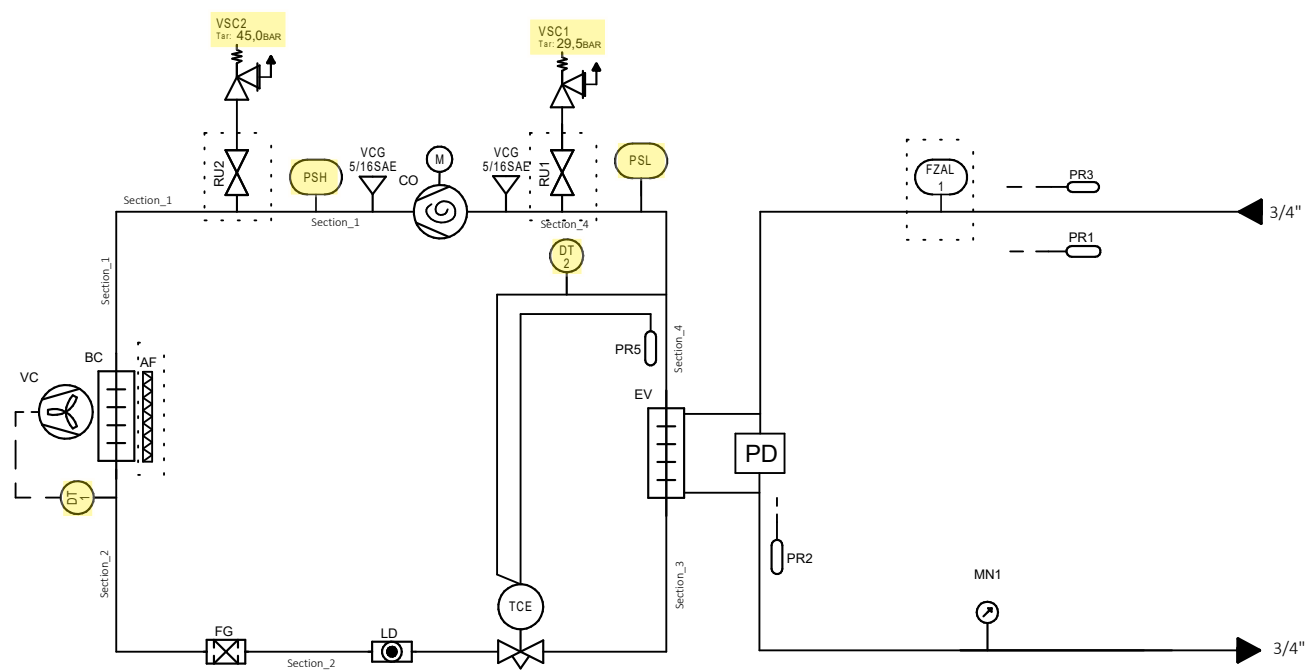 VSC2
Tar: 45,0BAR
VSC1
Tar: 29,5BAR
RU2
PSH
VCG
5/16SAE
M
CO
VCG
5/16SAE
RU1
PSL
FZAL
1
PR3
Section_1
Section_1
Section_4
3/4"
PR1
DT
2
Section_1
Section_4
PR5
BC
AF
VC
EV
PD
DT
1
PR2
Section_2
Section_3
MN1
TCE
FG
LD
Section_2
3/4"